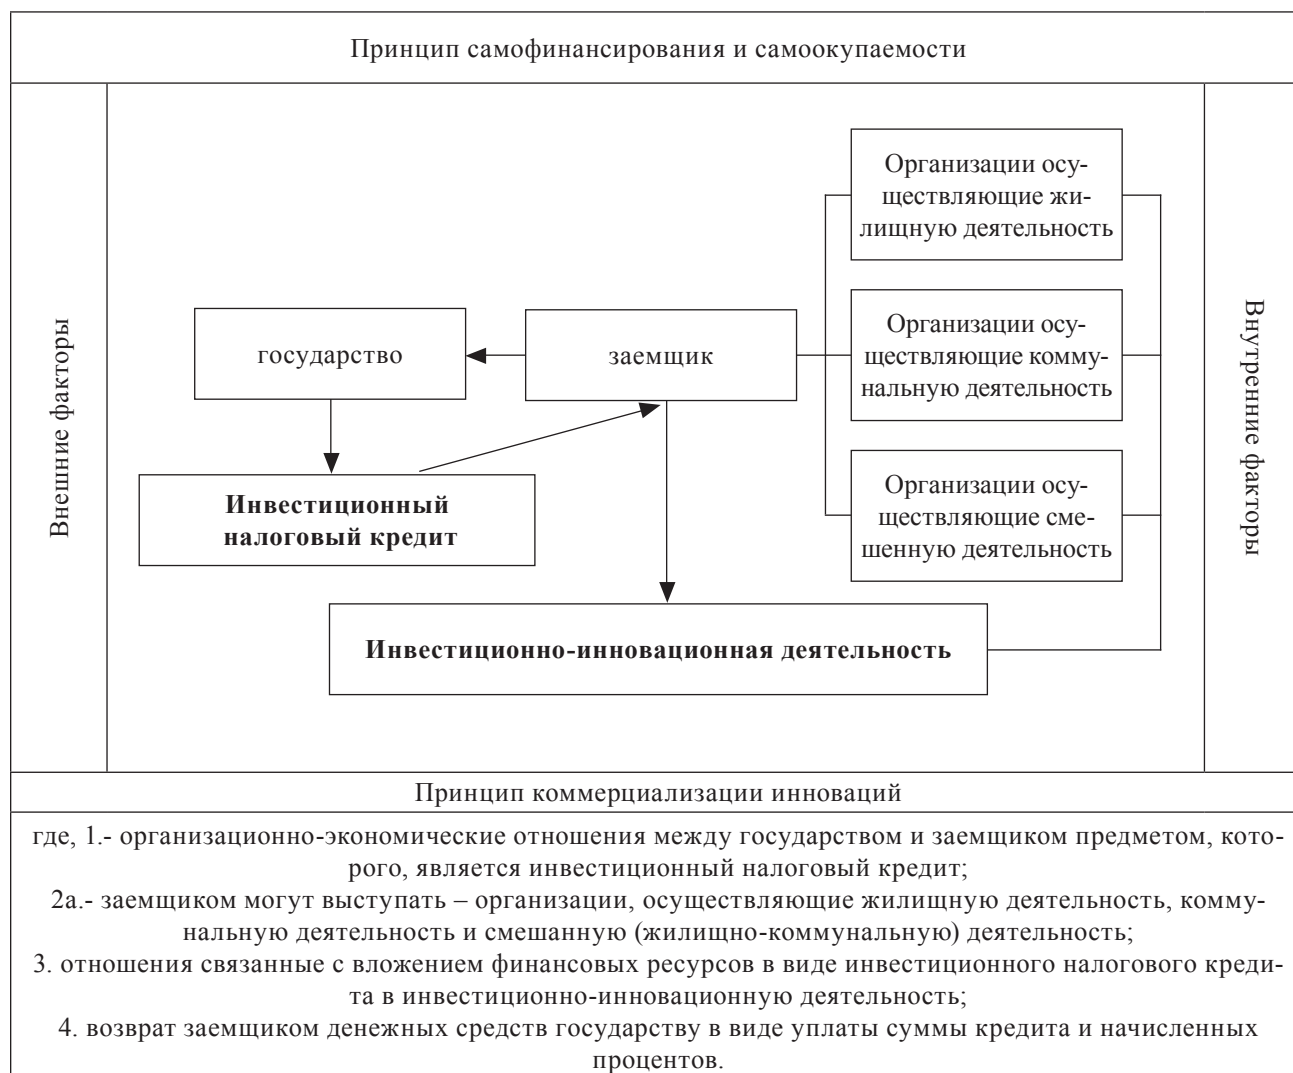 Принцип самофинансирования и самоокупаемости
Внешние факторы
Организации осу-
ществляющие жи-
лищную деятельность
государство
заемщик
Организации осу-
ществляющие комму-
нальную деятельность
Инвестиционный
налоговый кредит
Организации осу-
ществляющие сме-
шенную деятельность
Инвестиционно-инновационная деятельность
Внутренние факторы
Принцип коммерциализации инноваций
где, 1.- организационно-экономические отношения между государством и заемщиком предметом, кото-
рого, является инвестиционный налоговый кредит;
2а.- заемщиком могут выступать – организации, осуществляющие жилищную деятельность, комму-
нальную деятельность и смешанную (жилищно-коммунальную) деятельность;
3. отношения связанные с вложением финансовых ресурсов в виде инвестиционного налогового креди-
та в инвестиционно-инновационную деятельность;
4. возврат заемщиком денежных средств государству в виде уплаты суммы кредита и начисленных
процентов.